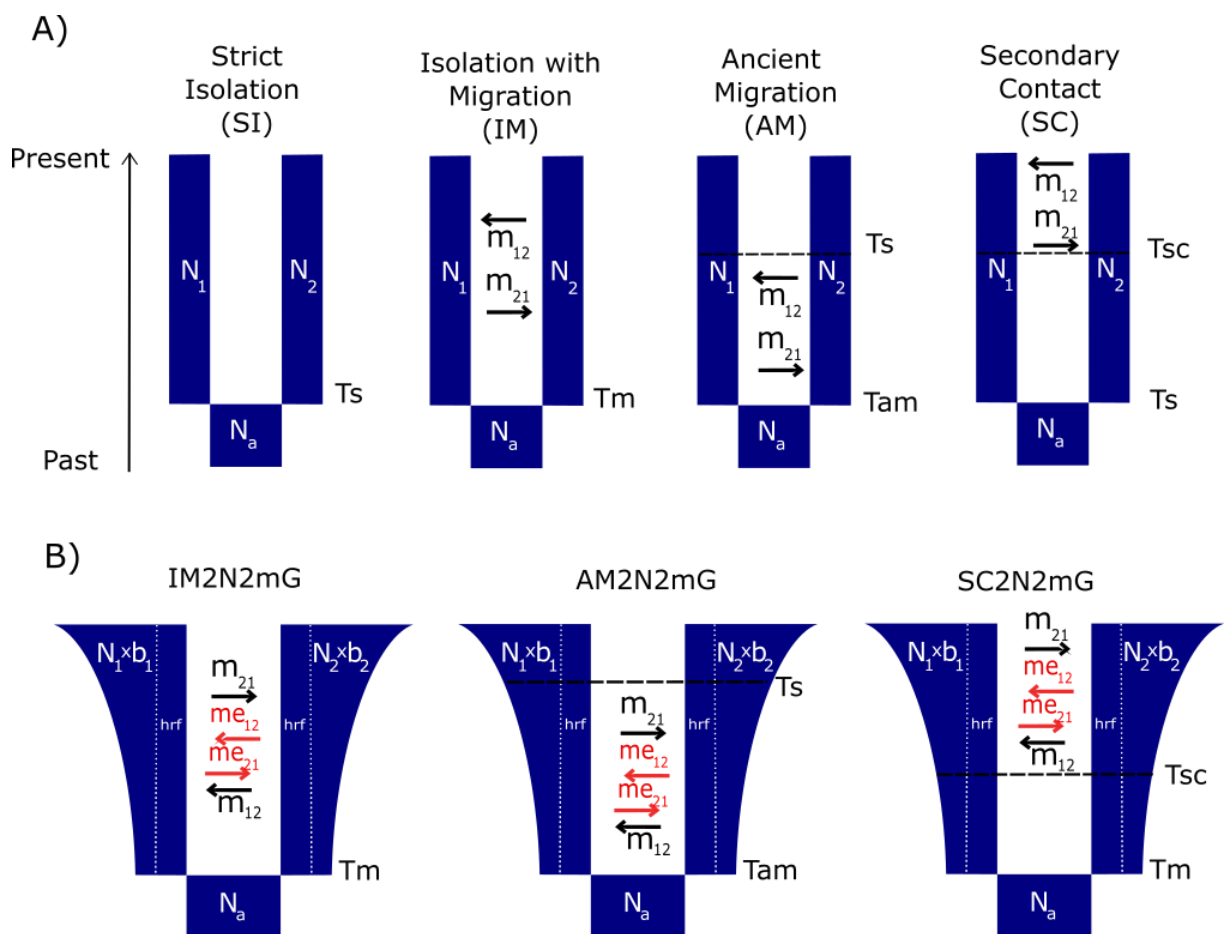 A)
Strict
Isolation
(SI)
Isolation with
Migration
(IM)
Ancient
Migration
(AM)
Secondary
Contact
(SC)
Present
Past
N1
N2
Ts
Na
m12
m21
N1
N2
Tm
Na
Ts
N1
N2
m12
m21
Tam
Na
m12
m21
Tsc
N1
N2
Ts
Na
B)
IM2N2mG
N1xb1
N2xb2
hrf
hrf
m21
me12
me21
m12
Tm
Na
AM2N2mG
N1xb1
N2xb2
Ts
hrf
hrf
m21
me12
me21
m12
Tam
Na
SC2N2mG
m21
N1xb1
N2xb2
me12
hrf
hrf
me21
m12
Tsc
Tm
Na